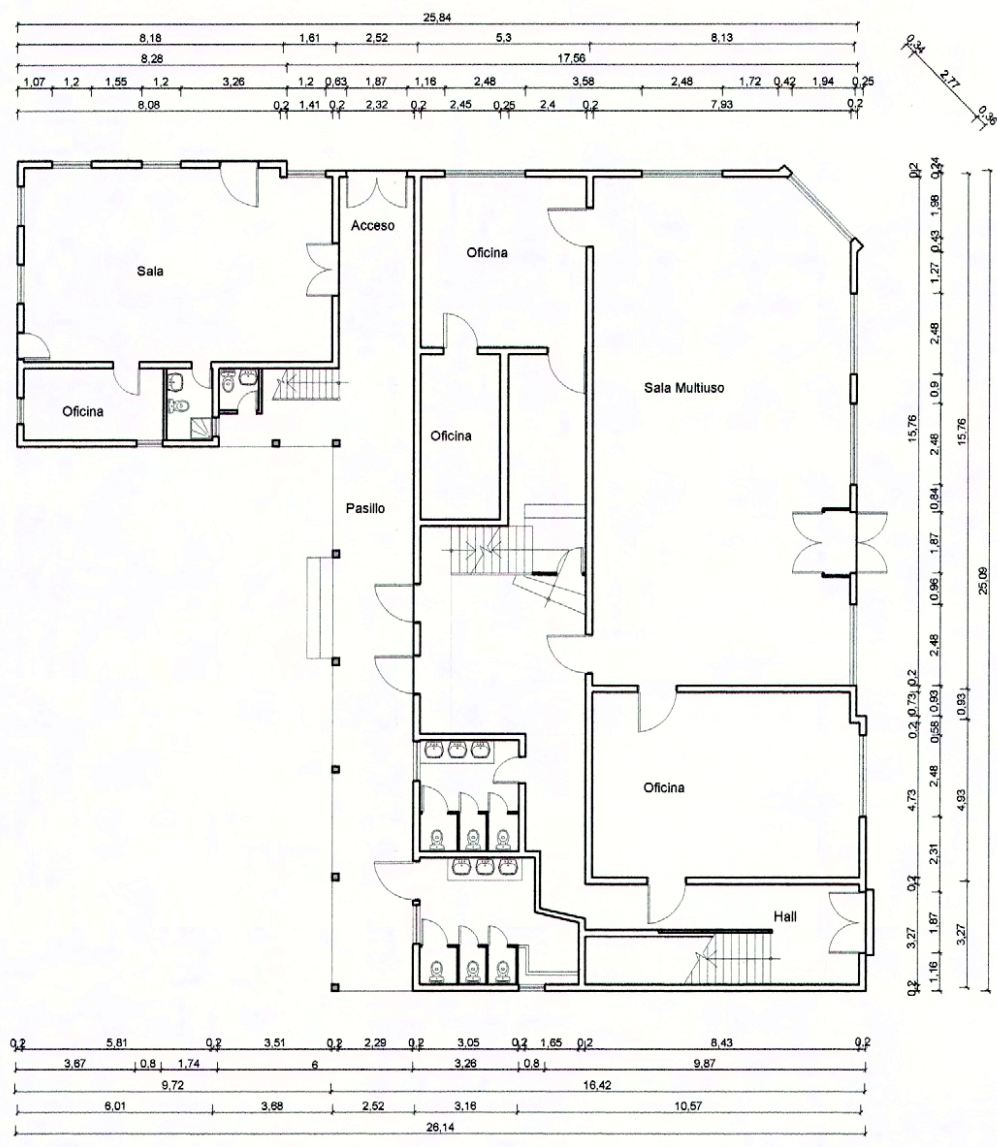 25,84
8,18 1,61 2,52 5,3 8,13
8,28 17,56
1,07 1,2 1,55 1,2 3,26 1,2 0,63 1,87 1,16 2,48 3,58 2,48 1,72 0,42 1,94 0,25
8,08 0,2 1,41 0,2 2,32 0,2 2,45 0,25 2,4 0,2 7,93 0,2
0,34
2,77
0,36
Acceso
Oficina
Sala
Sala Multiuso
Oficina
Oficina
Pasillo
Oficina
Hall
0,2 15,76 0,2 0,73 0,2 4,73 0,2 3,27 0,2
0,24 1,98 0,43 1,27 2,48 0,9 2,48 0,84 1,87 0,96 2,48 0,93 0,58 2,48 2,31 1,87 1,16
15,76 0,93 4,93 3,27
25,09
0,2 5,81 0,2 3,51 0,2 2,29 0,2 3,05 0,2 1,65 0,2 8,43 0,2
3,67 0,8 1,74 6 3,26 0,8 9,87
9,72 16,42
6,01 3,68 2,52 3,16 10,57
26,14